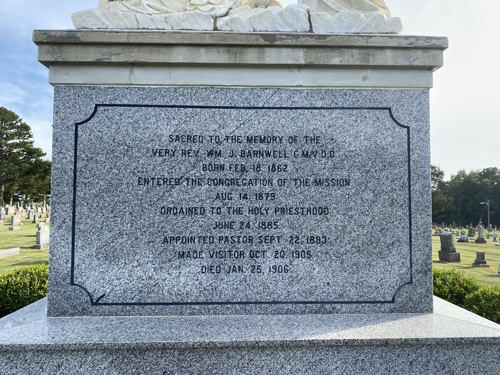 SACRED TO THE MEMORY OF THE
VERY REV. WM. J. BARNWELL C.M.V.D.D.
BORN FEB. 18. 1862
ENTERED THE CONGREGATION OF THE MISSION
AUG. 14, 1879
ORDAINED TO THE HOLY PRIESTHOOD
JUNE 24, 1885
APPOINTED PASTOR SEPT. 22, 1893
MADE VISITOR OCT. 20, 1905
DIED JAN. 25, 1906